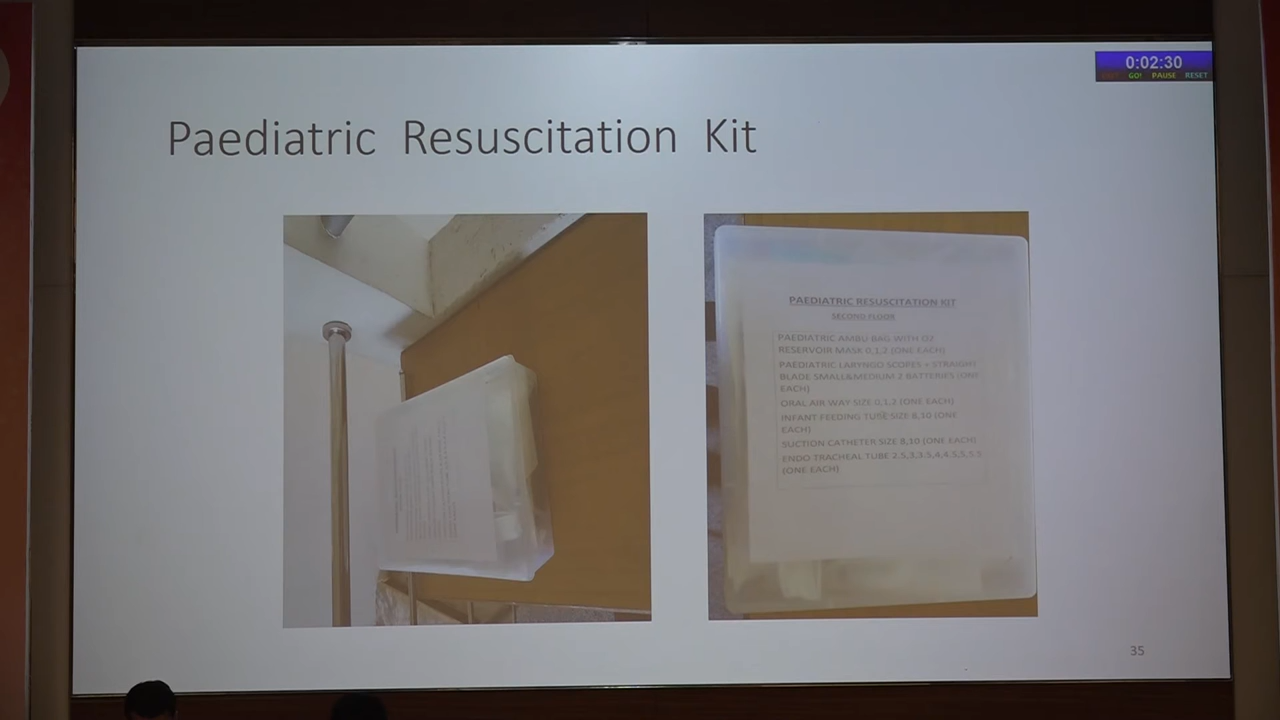 0:02:30
GO! PAUSE RESET
Paediatric Resuscitation Kit
PAEDIATRIC RESUSCITATION KIT
SECOND FLOOR
PAEDIATRIC AMBU BAG WITH O2
RESERVOIR MASK 0,1,2 (ONE EACH)
PAEDIATRIC LARYNGO SCOPES + STRAIGHT
BLADE SMALL&MEDIUM 2 BATTERIES (ONE
EACH)
ORAL AIR WAY SIZE 0,1,2 (ONE EACH)
INFANT FEEDING TUBE SIZE 8,10 (ONE
EACH)
SUCTION CATHETER SIZE 8,10 (ONE EACH)
ENDO TRACHEAL TUBE 2.5,3,3.5,4,4.5,5,5.5
(ONE EACH)
35